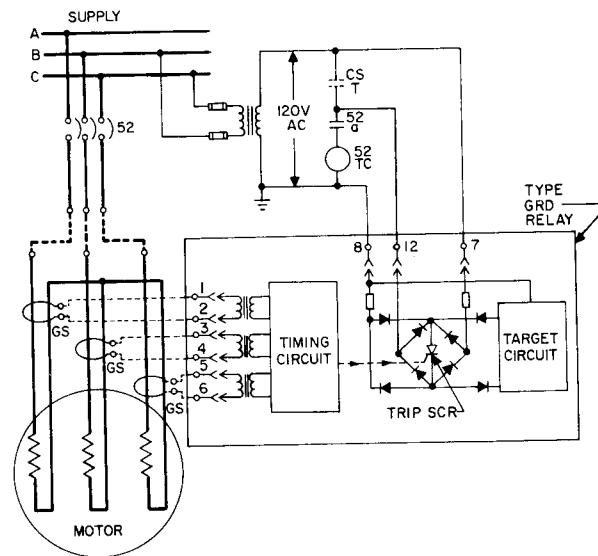 SUPPLY
A
B
C
52
120V
AC
CS
T
52
a
52
TC
TYPE
GRD
RELAY
8
12
7
1
2
3
4
5
6
GS
GS
GS
TIMING
CIRCUIT
TARGET
CIRCUIT
TRIP SCR
MOTOR